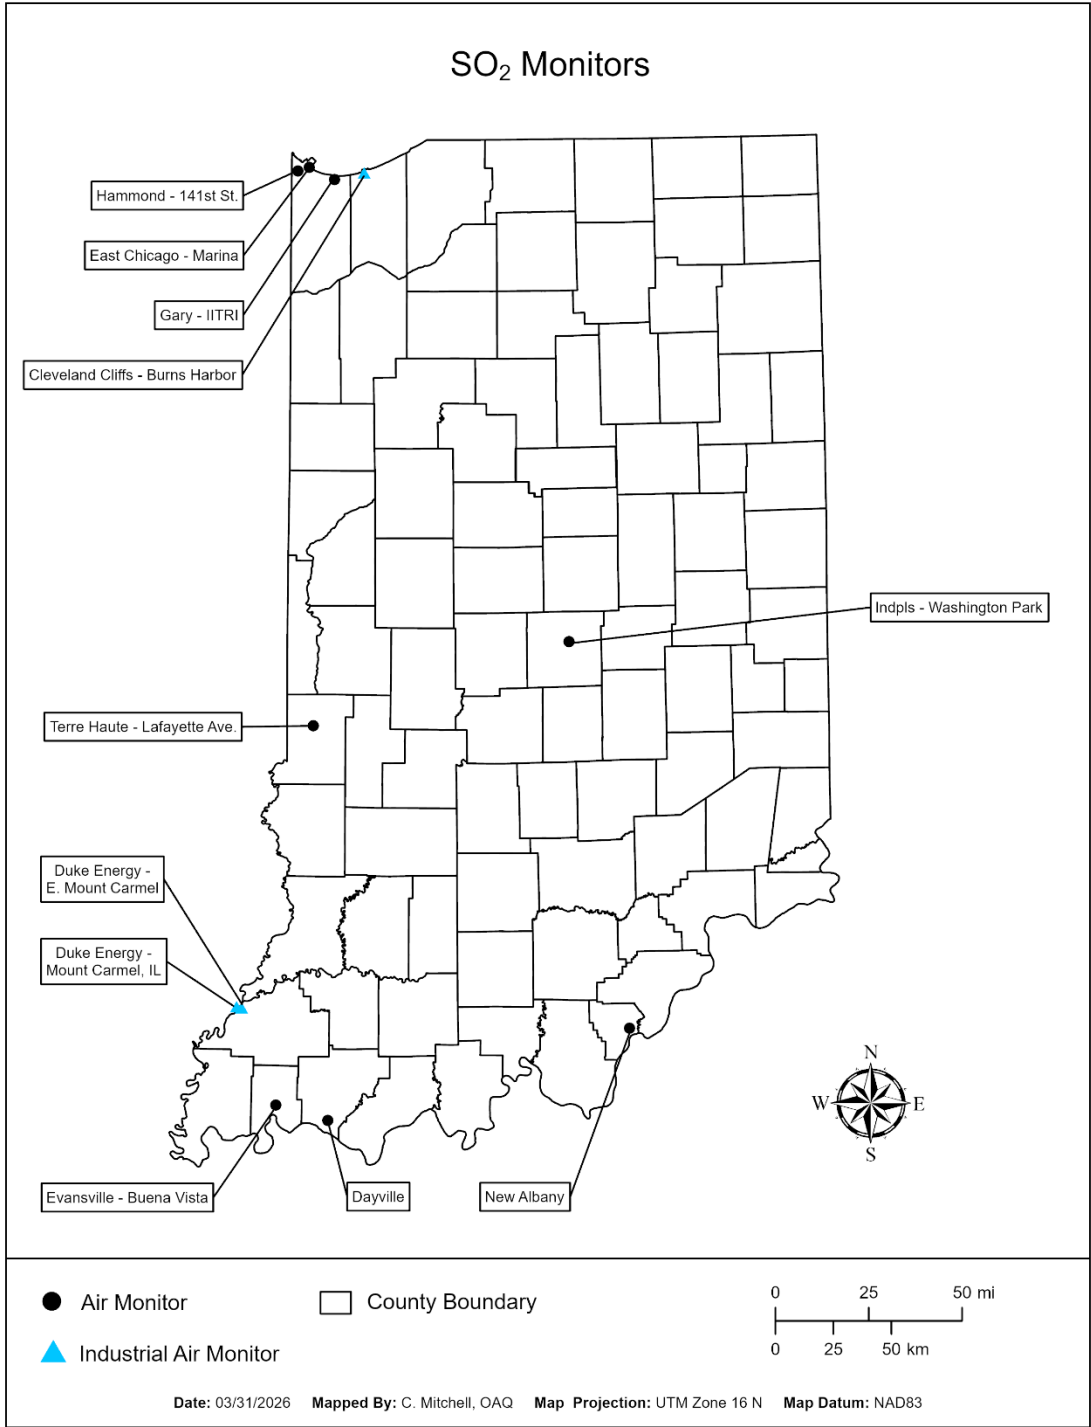 SO₂ Monitors
Hammond - 141st St.
East Chicago - Marina
Gary - IITRI
Cleveland Cliffs - Burns Harbor
Indpls - Washington Park
Terre Haute - Lafayette Ave.
Duke Energy -
E. Mount Carmel
Duke Energy -
Mount Carmel, IL
Evansville - Buena Vista
Dayville
New Albany
N
W E
S
Air Monitor
County Boundary
Industrial Air Monitor
0 25 50 mi
0 25 50 km
Date: 03/31/2026 Mapped By: C. Mitchell, OAQ Map Projection: UTM Zone 16 N Map Datum: NAD83